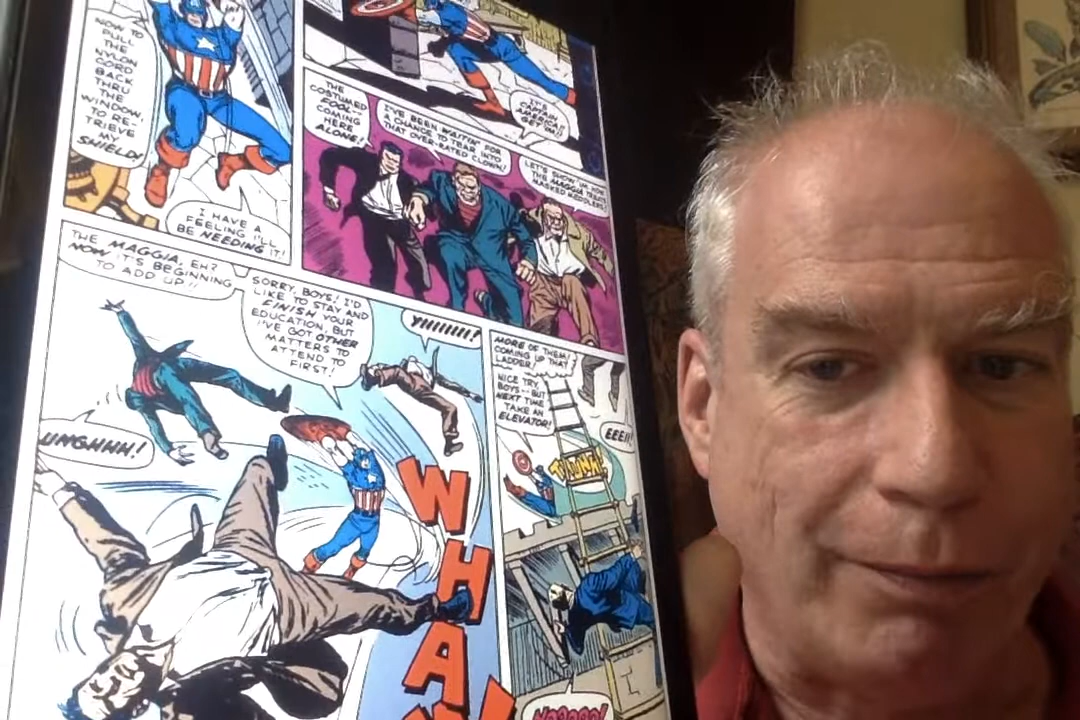 NOW TO
PULL
THE
NYLON
CORD
BACK
THRU
THE
WINDOW,
TO RE-
TRIEVE
MY
SHIELD!
I HAVE A
FEELING I'LL
BE NEEDING IT!
IT'S
CAPTAIN
AMERICA!!
GET 'IM!!
THE
COSTUMED
FOOL--
COMING
HERE
ALONE!
I'VE BEEN WAITIN' FOR
A CHANCE TO TEAR INTO
THAT OVER-RATED CLOWN!
LET'S SHOW 'IM HOW
THE MAGGIA TREATS
MASKED MEDDLERS!
THE MAGGIA, EH?
NOW IT'S BEGINNING
TO ADD UP!!
SORRY, BOYS! I'D
LIKE TO STAY AND
FINISH YOUR
EDUCATION, BUT
I'VE GOT OTHER
MATTERS TO
ATTEND TO
FIRST!
YIIIIIII!
UNGHHH!
WHA
MORE OF THEM!
COMING UP THAT
LADDER!
NICE TRY,
BOYS--BUT
NEXT TIME
TAKE AN
ELEVATOR!
EEEII!